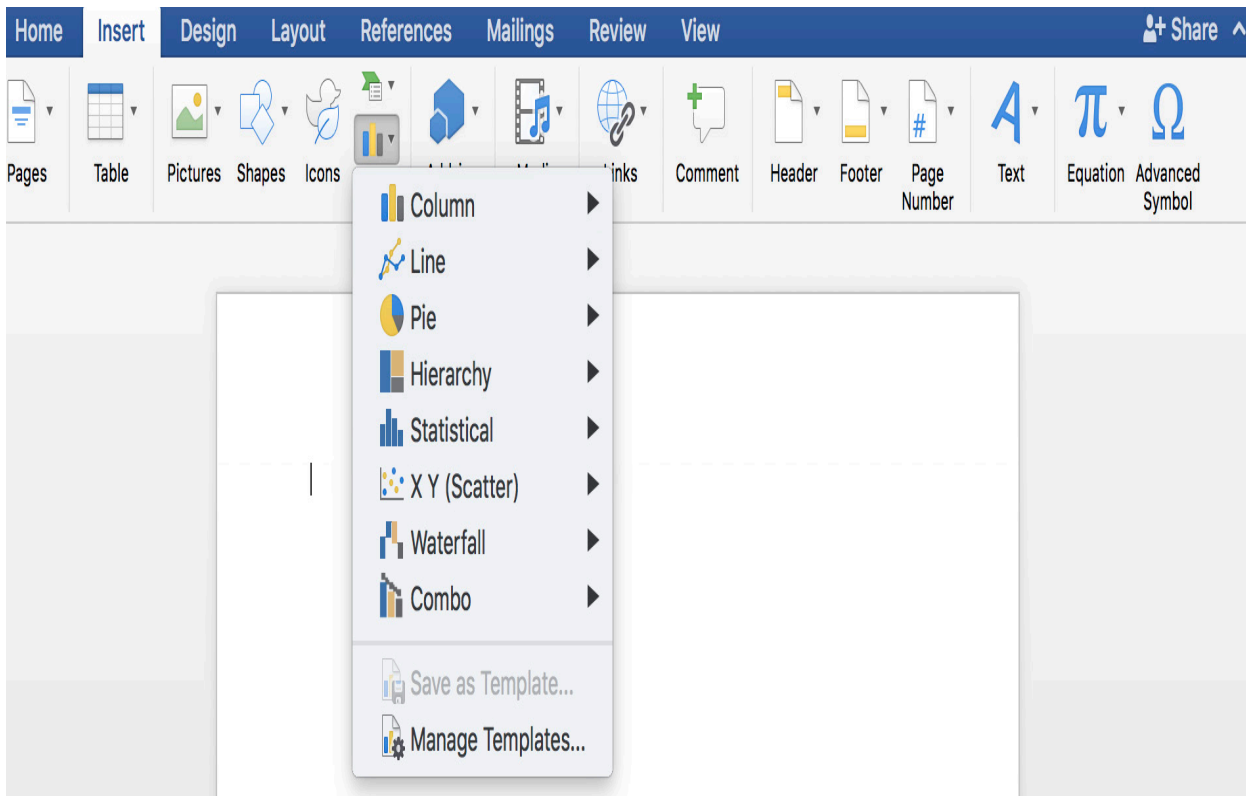 Home Insert Design Layout References Mailings Review View Share
Pages Table Pictures Shapes Icons Comment Header Footer Page Number Text Equation Advanced Symbol
Column
Line
Pie
Hierarchy
Statistical
X Y (Scatter)
Waterfall
Combo
Save as Template...
Manage Templates...